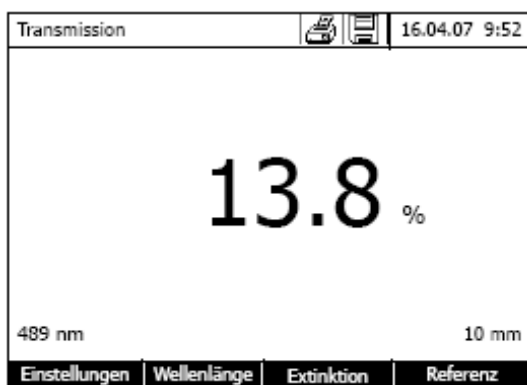 Transmission 16.04.07 9:52
13.8 %
489 nm 10 mm
Einstellungen Wellenlänge Extinktion Referenz